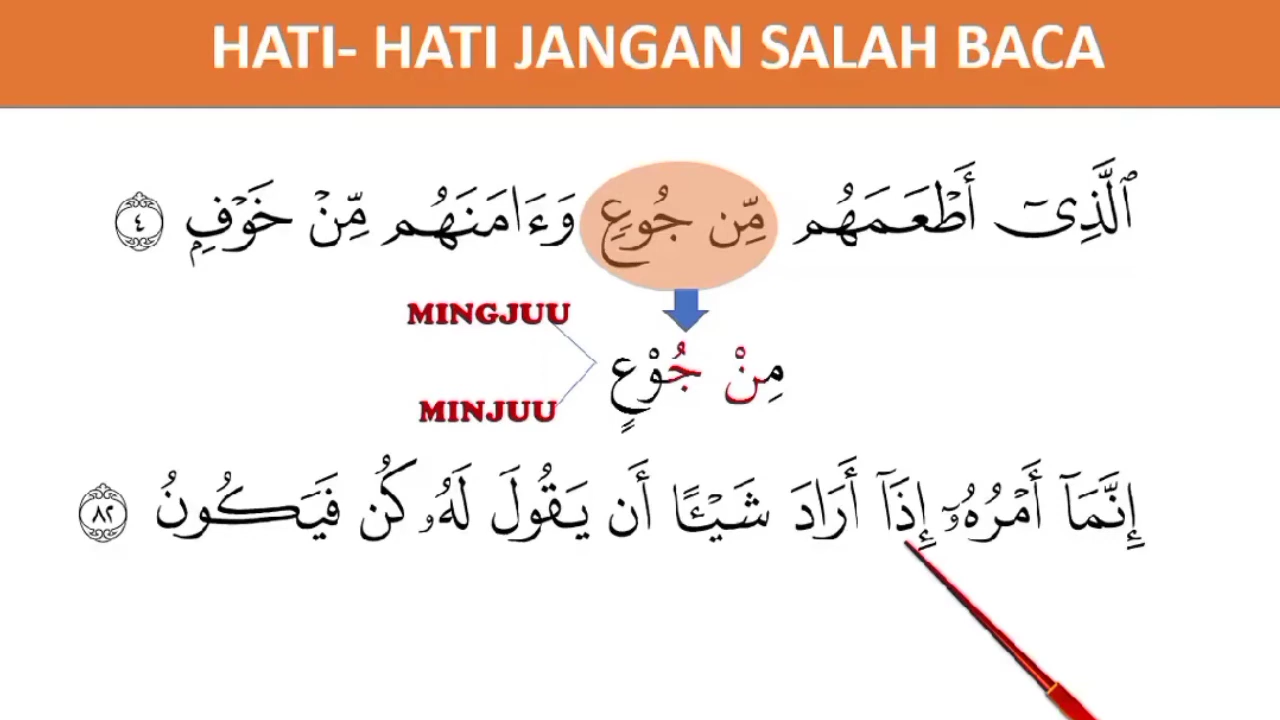 HATI- HATI JANGAN SALAH BACA
ٱلَّذِىٓ أَطْعَمَهُم مِّن جُوعٍ وَءَامَنَهُم مِّنْ خَوْفٍۭ ٤
MINGJUU
مِنْ جُوْعٍ
MINJUU
إِنَّمَآ أَمْرُهُۥٓ إِذَآ أَرَادَ شَيْـًٔا أَن يَقُولَ لَهُۥ كُن فَيَكُونُ ٨٢